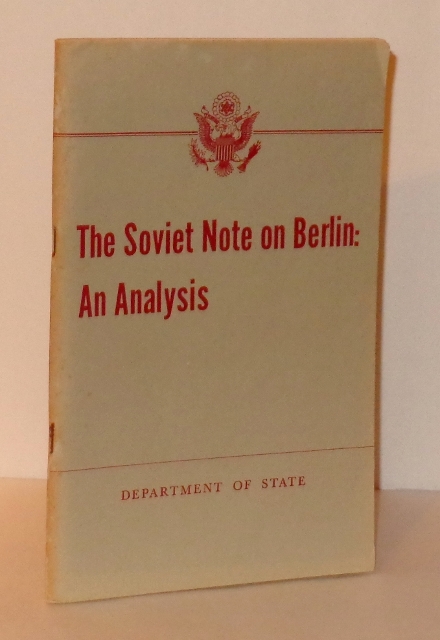 The Soviet Note on Berlin:
An Analysis
DEPARTMENT OF STATE